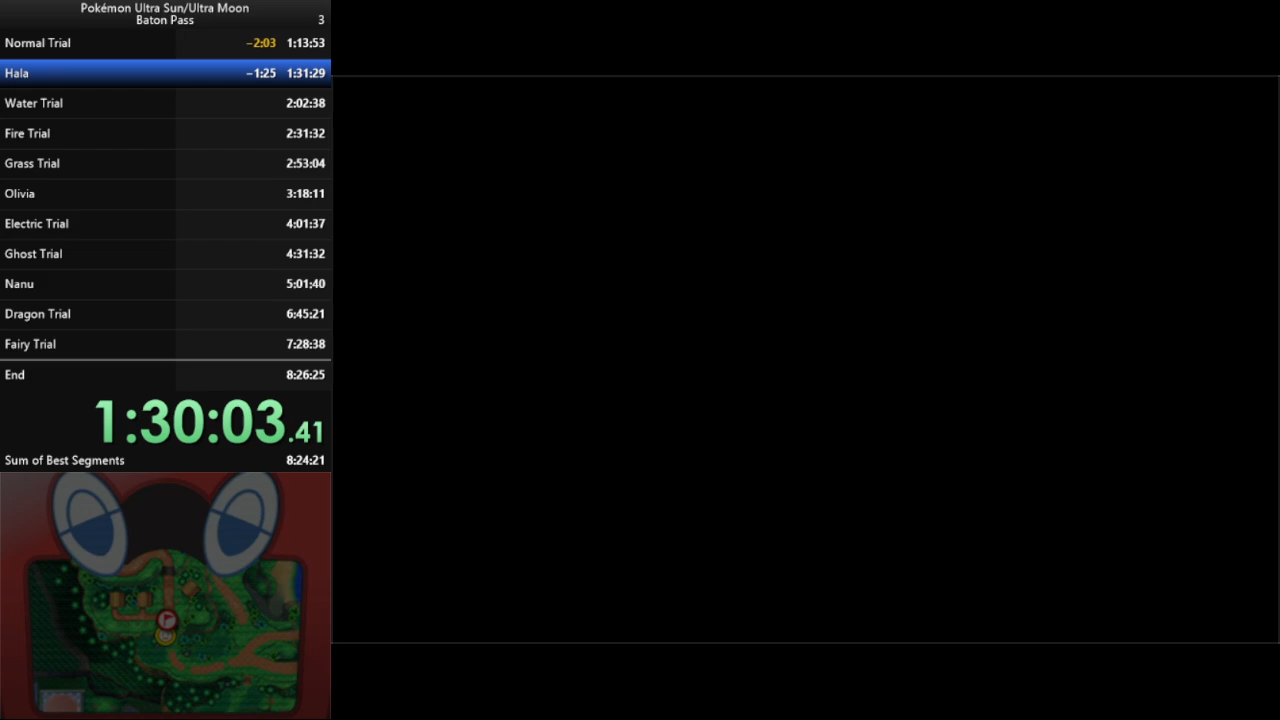 Pokémon Ultra Sun/Ultra Moon
Baton Pass 3
Normal Trial −2:03 1:13:53
Hala −1:25 1:31:29
Water Trial 2:02:38
Fire Trial 2:31:32
Grass Trial 2:53:04
Olivia 3:18:11
Electric Trial 4:01:37
Ghost Trial 4:31:32
Nanu 5:01:40
Dragon Trial 6:45:21
Fairy Trial 7:28:38
End 8:26:25
1:30:03.41
Sum of Best Segments 8:24:21